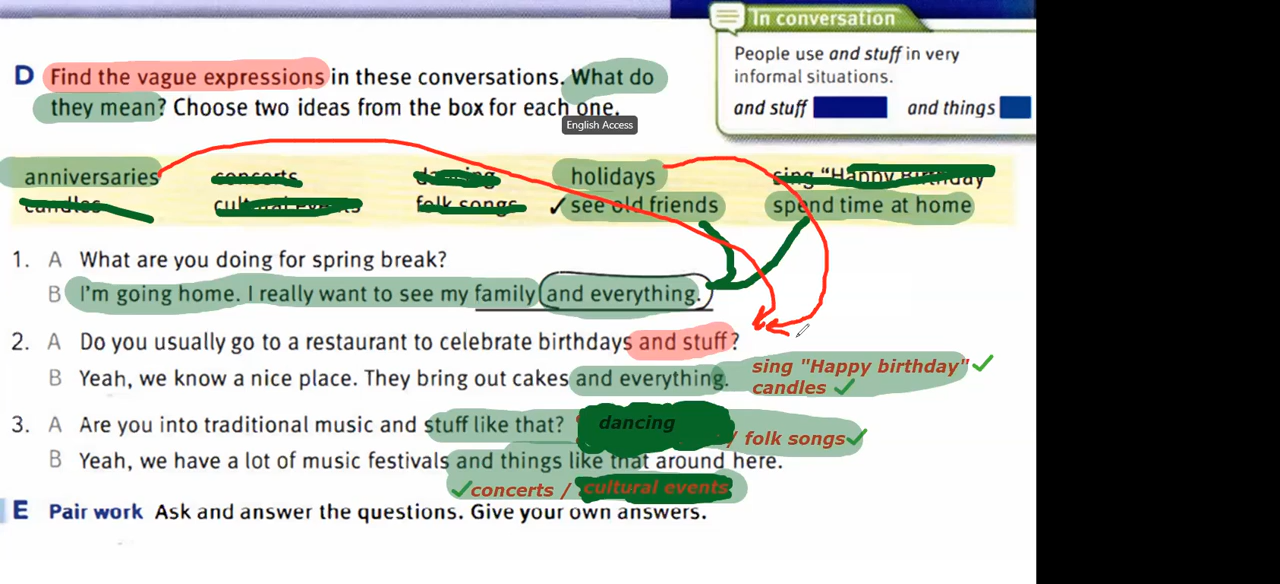 In conversation
People use and stuff in very
informal situations.
and stuff and things
D Find the vague expressions in these conversations. What do
they mean? Choose two ideas from the box for each one.
English Access
anniversaries concerts dancing holidays sing "Happy Birthday
candles cultural events folk songs ✓ see old friends spend time at home
1. A What are you doing for spring break?
B I'm going home. I really want to see my family and everything.
2. A Do you usually go to a restaurant to celebrate birthdays and stuff?
B Yeah, we know a nice place. They bring out cakes and everything.
sing "Happy birthday" ✓
candles ✓
3. A Are you into traditional music and stuff like that? dancing / folk songs ✓
B Yeah, we have a lot of music festivals and things like that around here.
✓ concerts / cultural events
E Pair work Ask and answer the questions. Give your own answers.